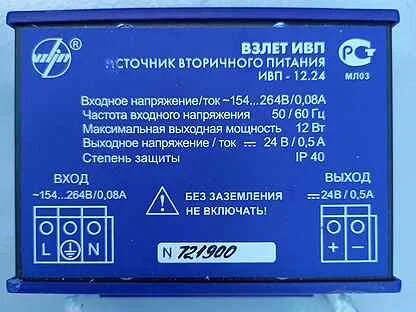 ®
ВЗЛЕТ ИВП
ИСТОЧНИК ВТОРИЧНОГО ПИТАНИЯ
ИВП - 12.24
МЛ03
Входное напряжение/ток ~154...264В/0,08А
Частота входного напряжения 50 / 60 Гц
Максимальная выходная мощность 12 Вт
Выходное напряжение / ток ⎓ 24 В / 0,5 А
Степень защиты IP 40
ВХОД
~154...264В/0,08А
L N
БЕЗ ЗАЗЕМЛЕНИЯ
НЕ ВКЛЮЧАТЬ!
N 721900
ВЫХОД
⎓24В / 0,5А
+ −